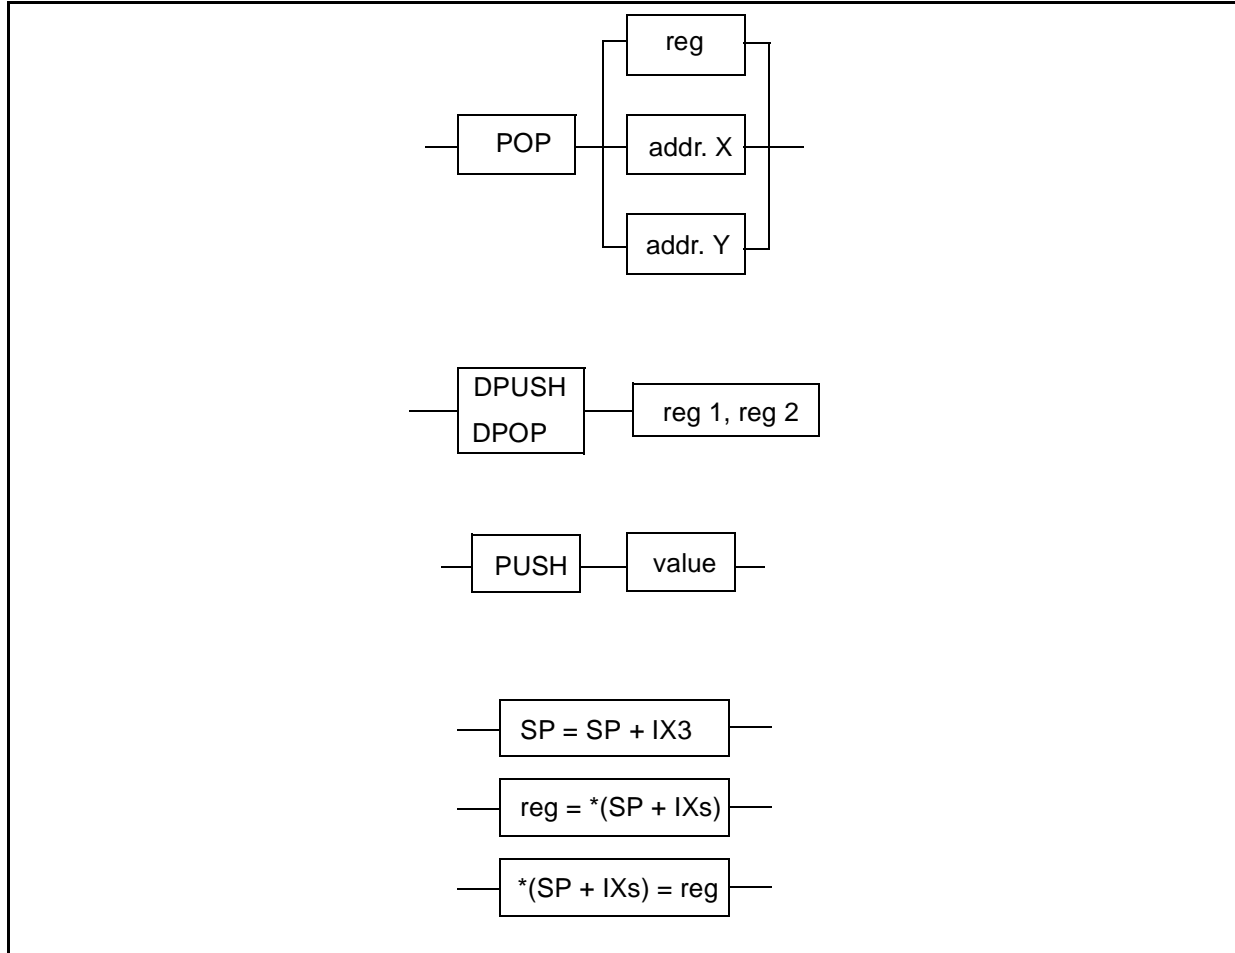 reg
POP
addr. X
addr. Y
DPUSH
DPOP
reg 1, reg 2
PUSH
value
SP = SP + IX3
reg = *(SP + IXs)
*(SP + IXs) = reg